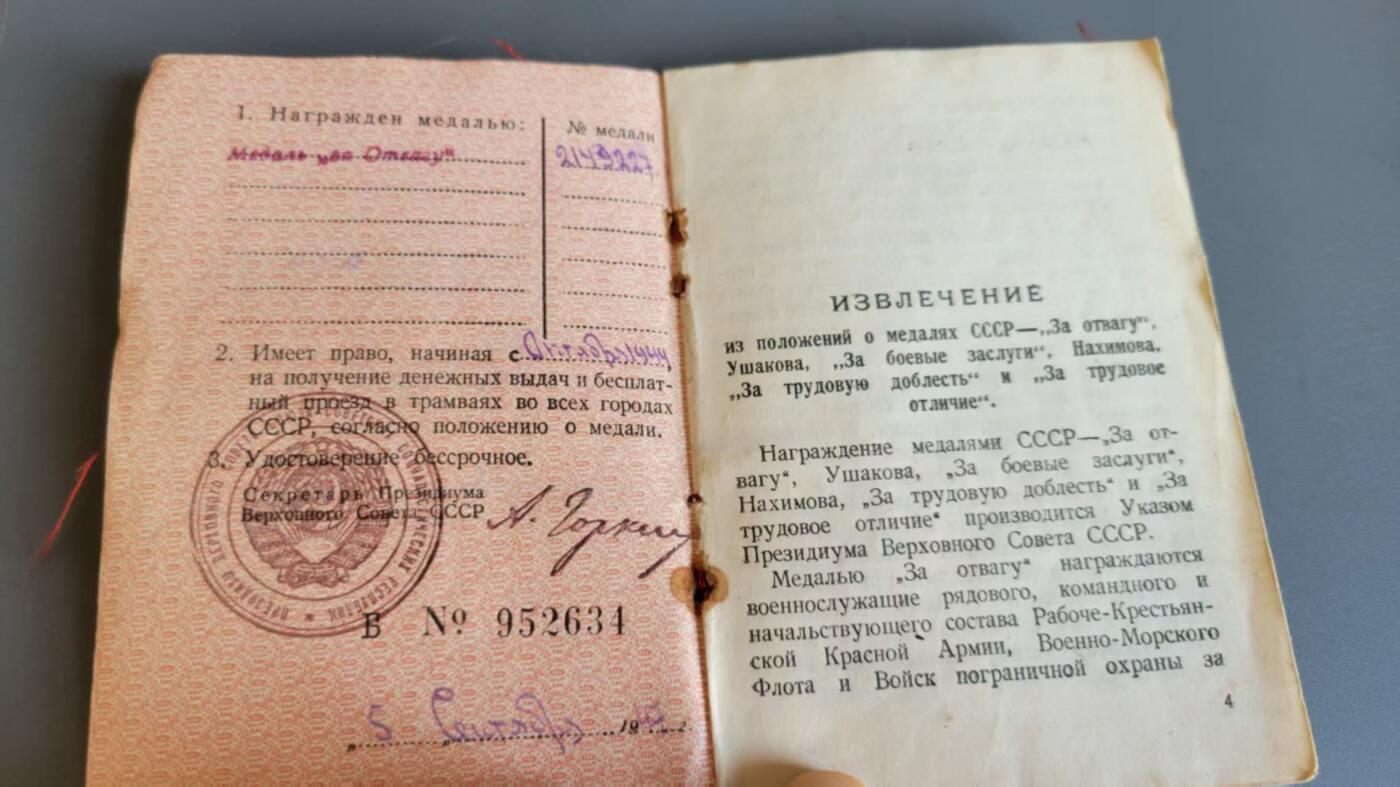 1. Награжден медалью:
№ медали
Медаль „за Отвагу“
2149227
2. Имеет право, начиная с Октября 1944
на получение денежных выдач и бесплат-
ный проезд в трамваях во всех городах
СССР, согласно положению о медали.
3. Удостоверение бессрочное.
Секретарь Президиума
Верховного Совета СССР
А. Горкин
В № 952634
„5 „ Сентября 19 г.
ИЗВЛЕЧЕНИЕ
из положений о медалях СССР—„За отвагу“,
Ушакова, „За боевые заслуги“, Нахимова,
„За трудовую доблесть“ и „За трудовое
отличие“.
Награждение медалями СССР—„За от-
вагу“, Ушакова, „За боевые заслуги“,
Нахимова, „За трудовую доблесть“ и „За
трудовое отличие“ производится Указом
Президиума Верховного Совета СССР.
Медалью „За отвагу“ награждаются
военнослужащие рядового, командного и
начальствующего состава Рабоче-Крестьян-
ской Красной Армии, Военно-Морского
Флота и Войск пограничной охраны за
4